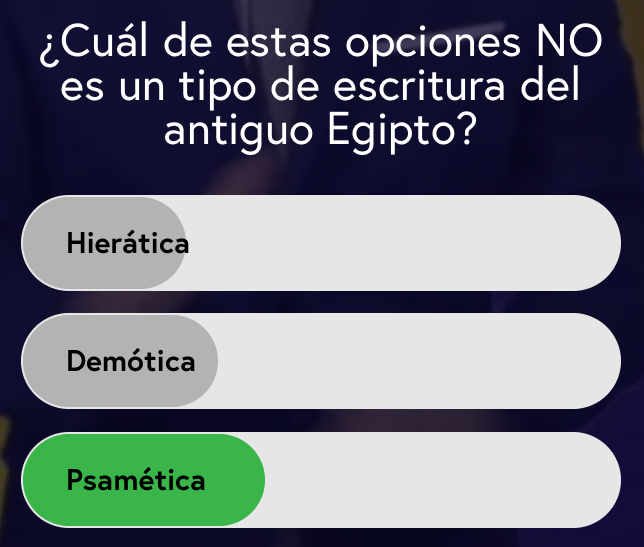 ¿Cuál de estas opciones NO
es un tipo de escritura del
antiguo Egipto?
Hierática
Demótica
Psamética